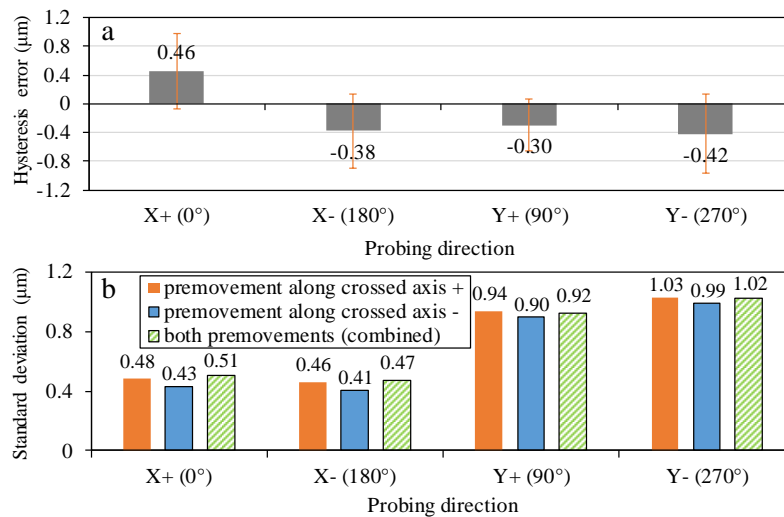 a
Hysteresis error (μm)
1.2
0.8
0.4
0
-0.4
-0.8
-1.2
0.46
-0.38
-0.30
-0.42
X+ (0°) X- (180°) Y+ (90°) Y- (270°)
Probing direction
b
Standard deviation (μm)
1.2
0.8
0.4
0
premovement along crossed axis +
premovement along crossed axis -
both premovements (combined)
0.48 0.43 0.51 0.46 0.41 0.47 0.94 0.90 0.92 1.03 0.99 1.02
X+ (0°) X- (180°) Y+ (90°) Y- (270°)
Probing direction